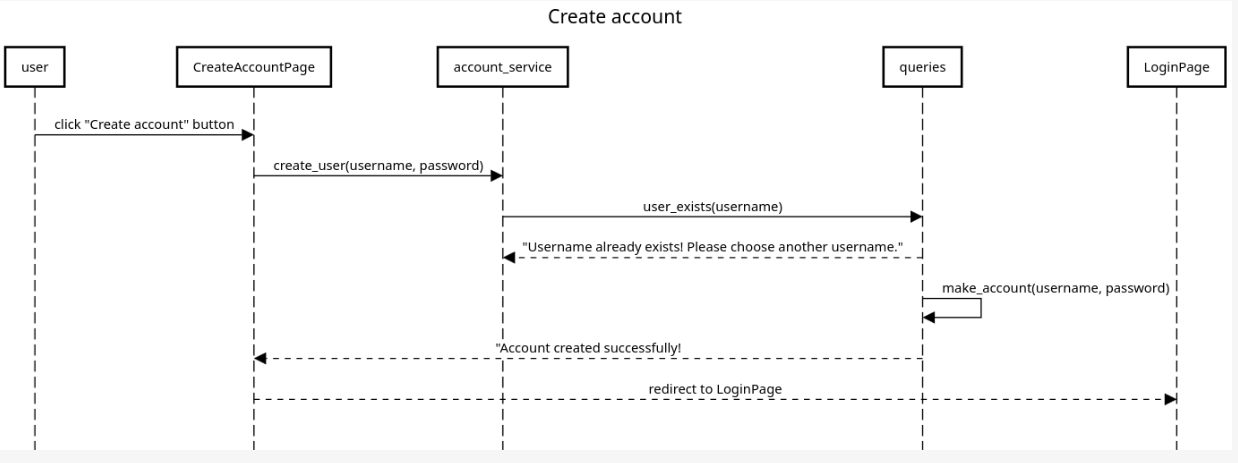 Create account
user
CreateAccountPage
account_service
queries
LoginPage
click "Create account" button
create_user(username, password)
user_exists(username)
"Username already exists! Please choose another username."
make_account(username, password)
"Account created successfully!
redirect to LoginPage